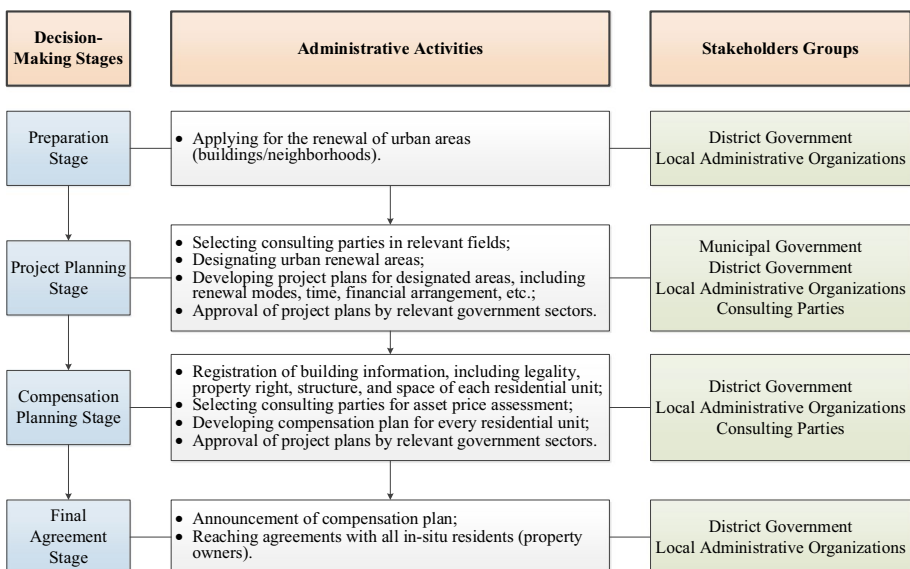 Decision-
Making Stages
Administrative Activities
Stakeholders Groups
Preparation
Stage
• Applying for the renewal of urban areas
(buildings/neighborhoods).
District Government
Local Administrative Organizations
Project Planning
Stage
• Selecting consulting parties in relevant fields;
• Designating urban renewal areas;
• Developing project plans for designated areas, including
renewal modes, time, financial arrangement, etc.;
• Approval of project plans by relevant government sectors.
Municipal Government
District Government
Local Administrative Organizations
Consulting Parties
Compensation
Planning Stage
• Registration of building information, including legality,
property right, structure, and space of each residential unit;
• Selecting consulting parties for asset price assessment;
• Developing compensation plan for every residential unit;
• Approval of project plans by relevant government sectors.
District Government
Local Administrative Organizations
Consulting Parties
Final
Agreement
Stage
• Announcement of compensation plan;
• Reaching agreements with all in-situ residents (property
owners).
District Government
Local Administrative Organizations